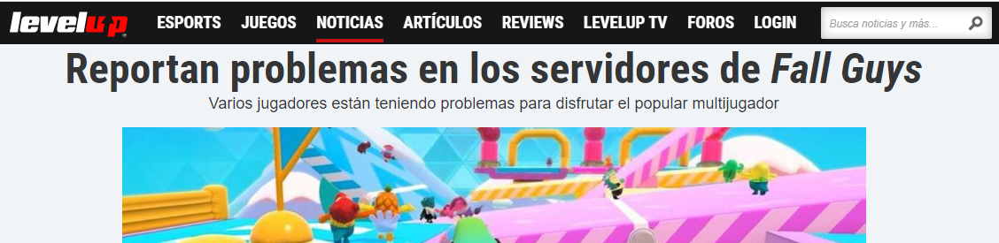 levelup ESPORTS JUEGOS NOTICIAS ARTÍCULOS REVIEWS LEVELUP TV FOROS LOGIN Busca noticias y más...
Reportan problemas en los servidores de Fall Guys
Varios jugadores están teniendo problemas para disfrutar el popular multijugador